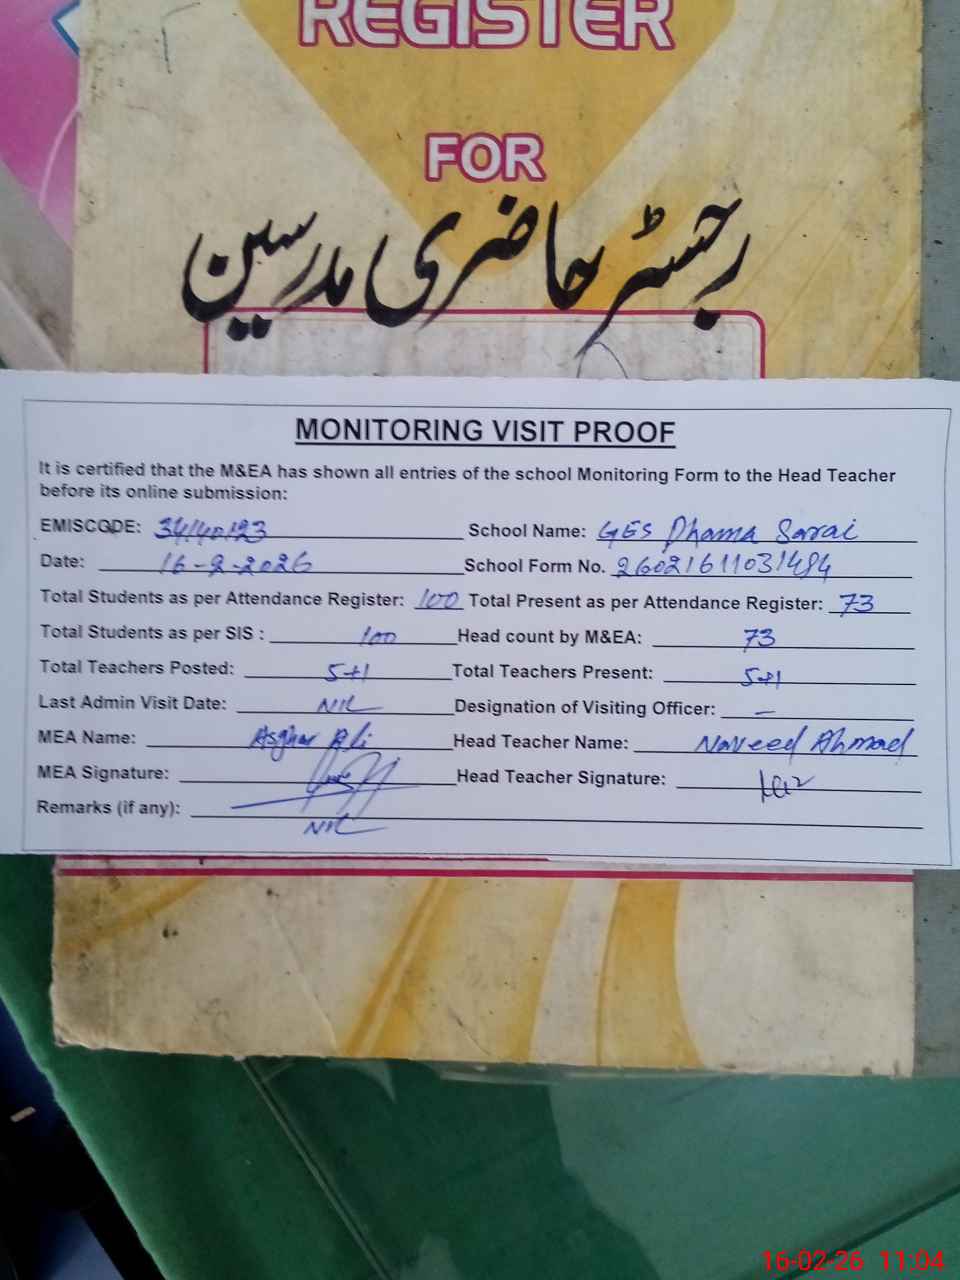 REGISTER
FOR
رجسٹر حاضری مدرسین
MONITORING VISIT PROOF
It is certified that the M&EA has shown all entries of the school Monitoring Form to the Head Teacher
before its online submission:
EMISCODE: 34140123 School Name: GES Dhama Sarai
Date: 16-2-2026 School Form No. 26021611031484
Total Students as per Attendance Register: 100 Total Present as per Attendance Register: 73
Total Students as per SIS : 100 Head count by M&EA: 73
Total Teachers Posted: 5+1 Total Teachers Present: 5+1
Last Admin Visit Date: NIL Designation of Visiting Officer: —
MEA Name: Asghar Ali Head Teacher Name: Naveed Ahmad
MEA Signature: Head Teacher Signature:
Remarks (if any): NIL
16-02-26 11:04